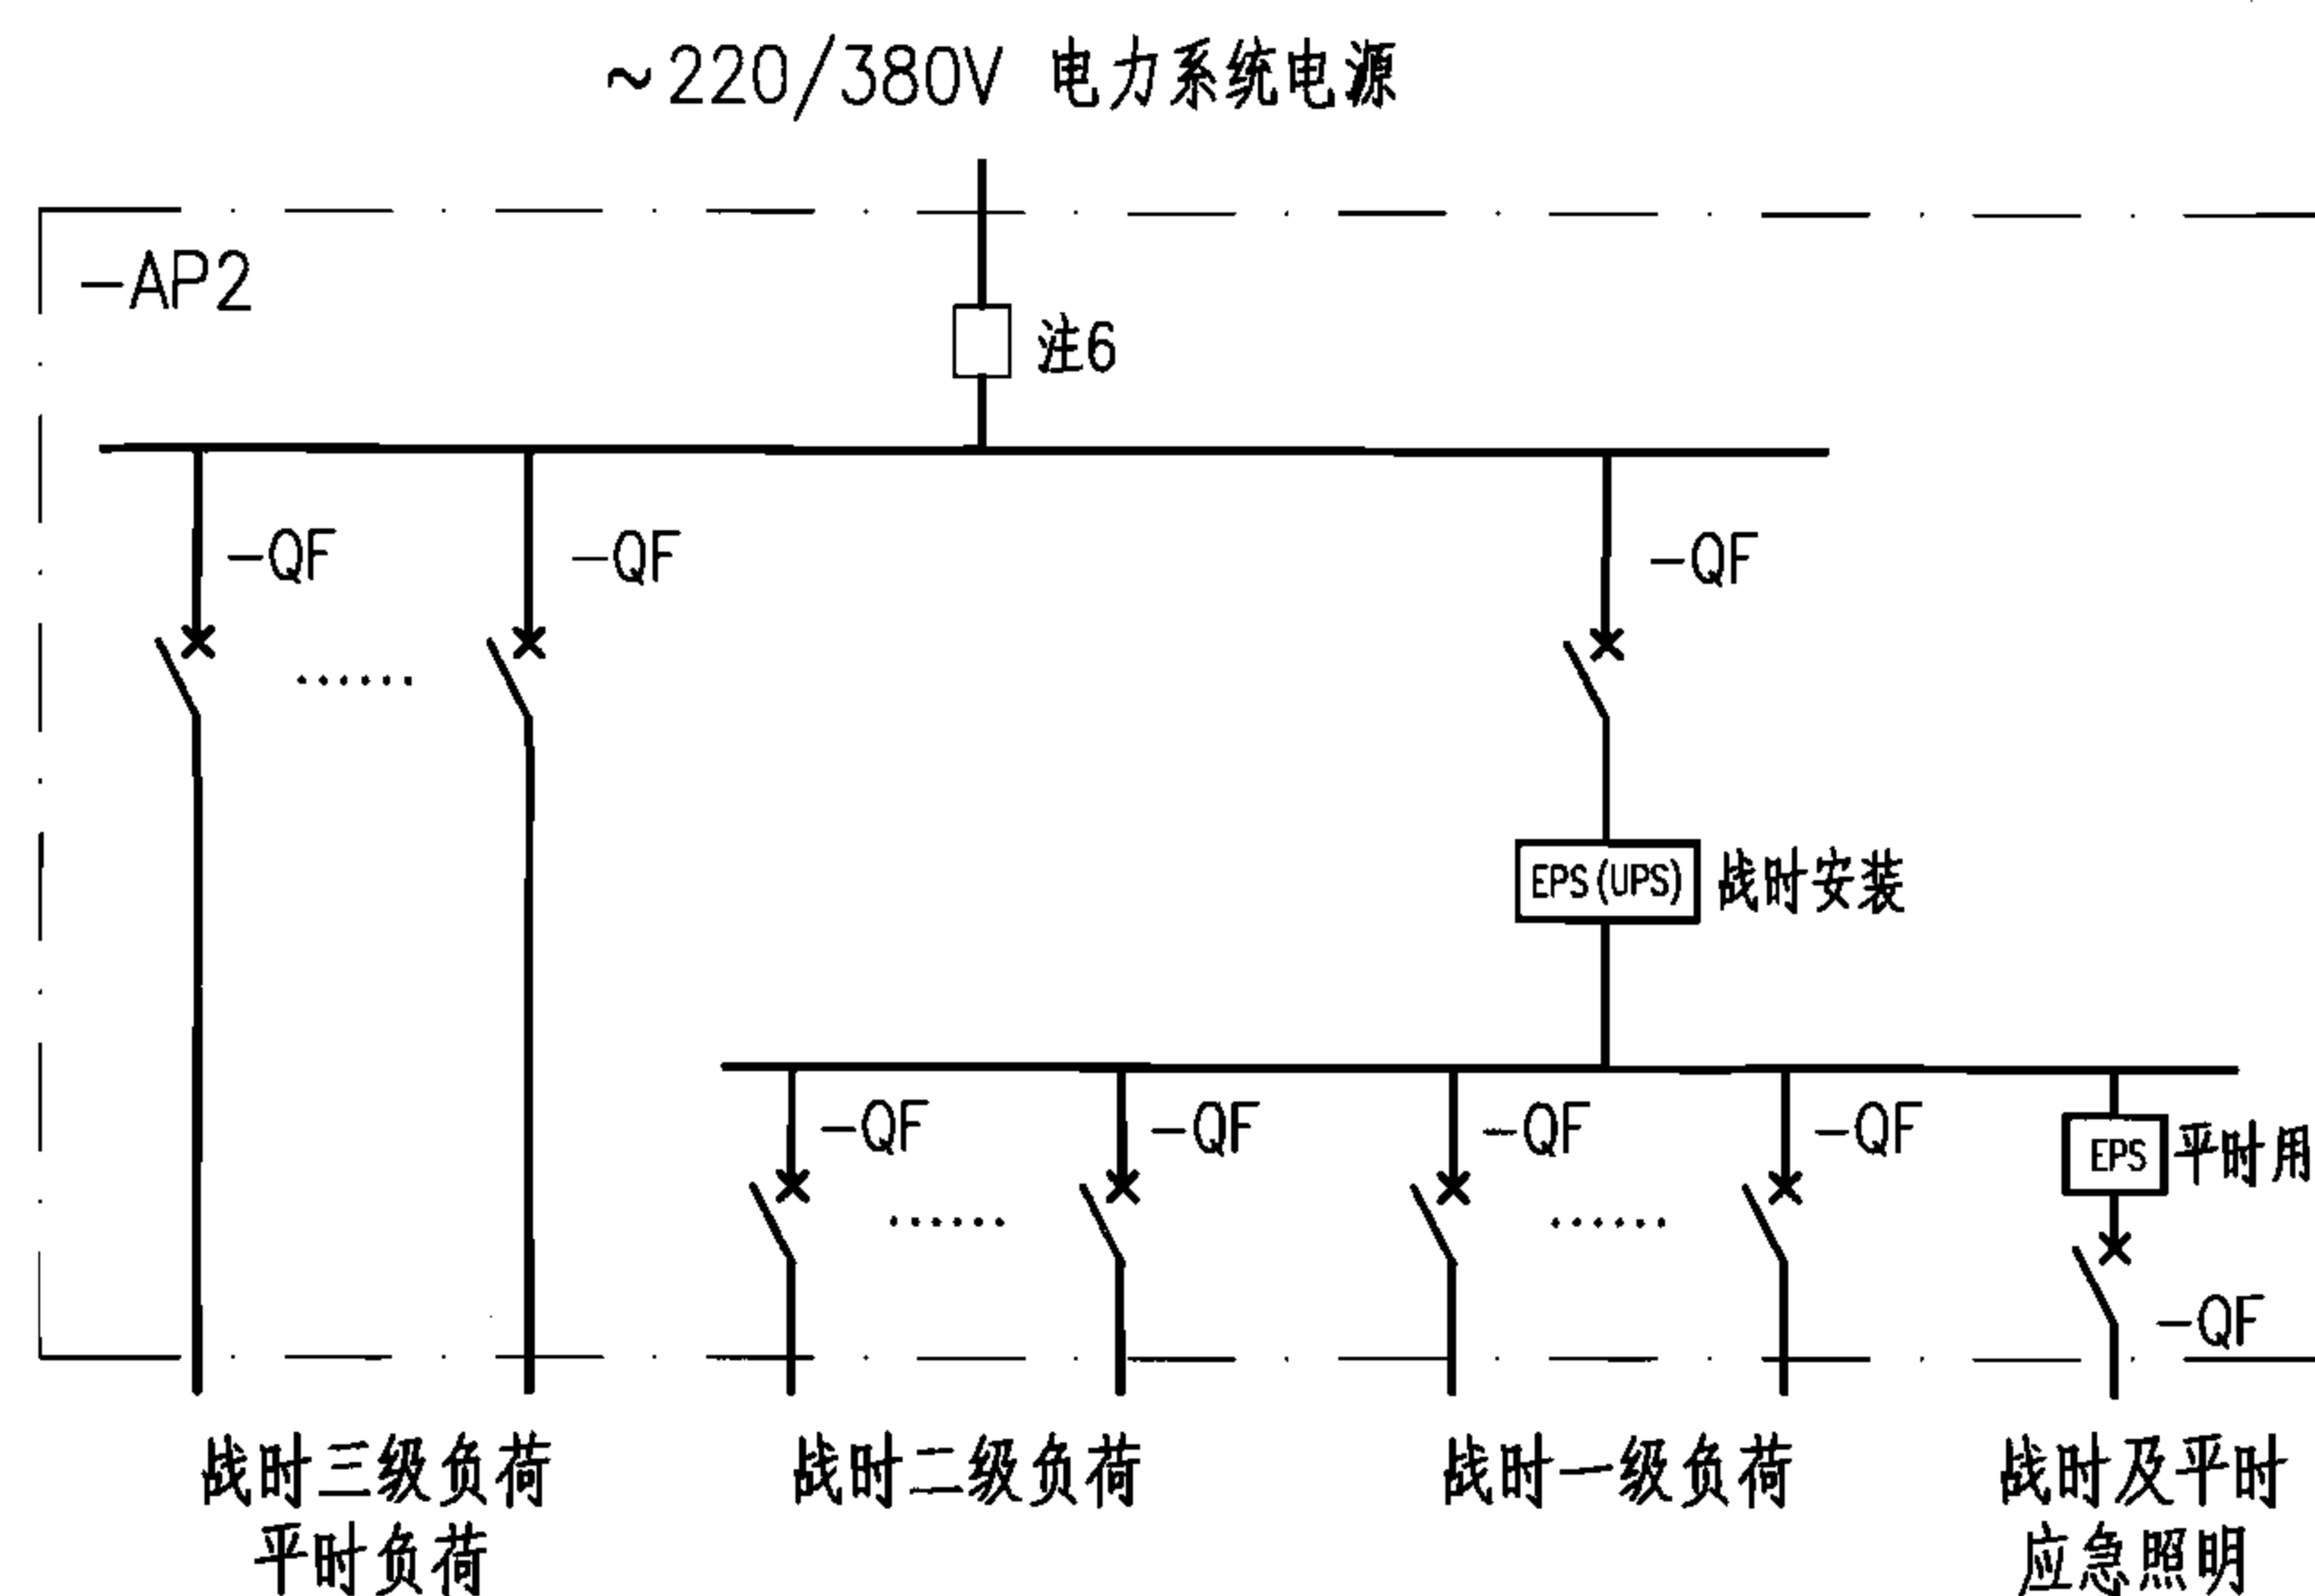 ~220/380V 电力系统电源
-AP2
注6
-QF
-QF
-QF
EPS(UPS) 战时安装
-QF
-QF
-QF
-QF
EPS 平时用
-QF
战时三级负荷
平时负荷
战时二级负荷
战时一级负荷
战时及平时
应急照明